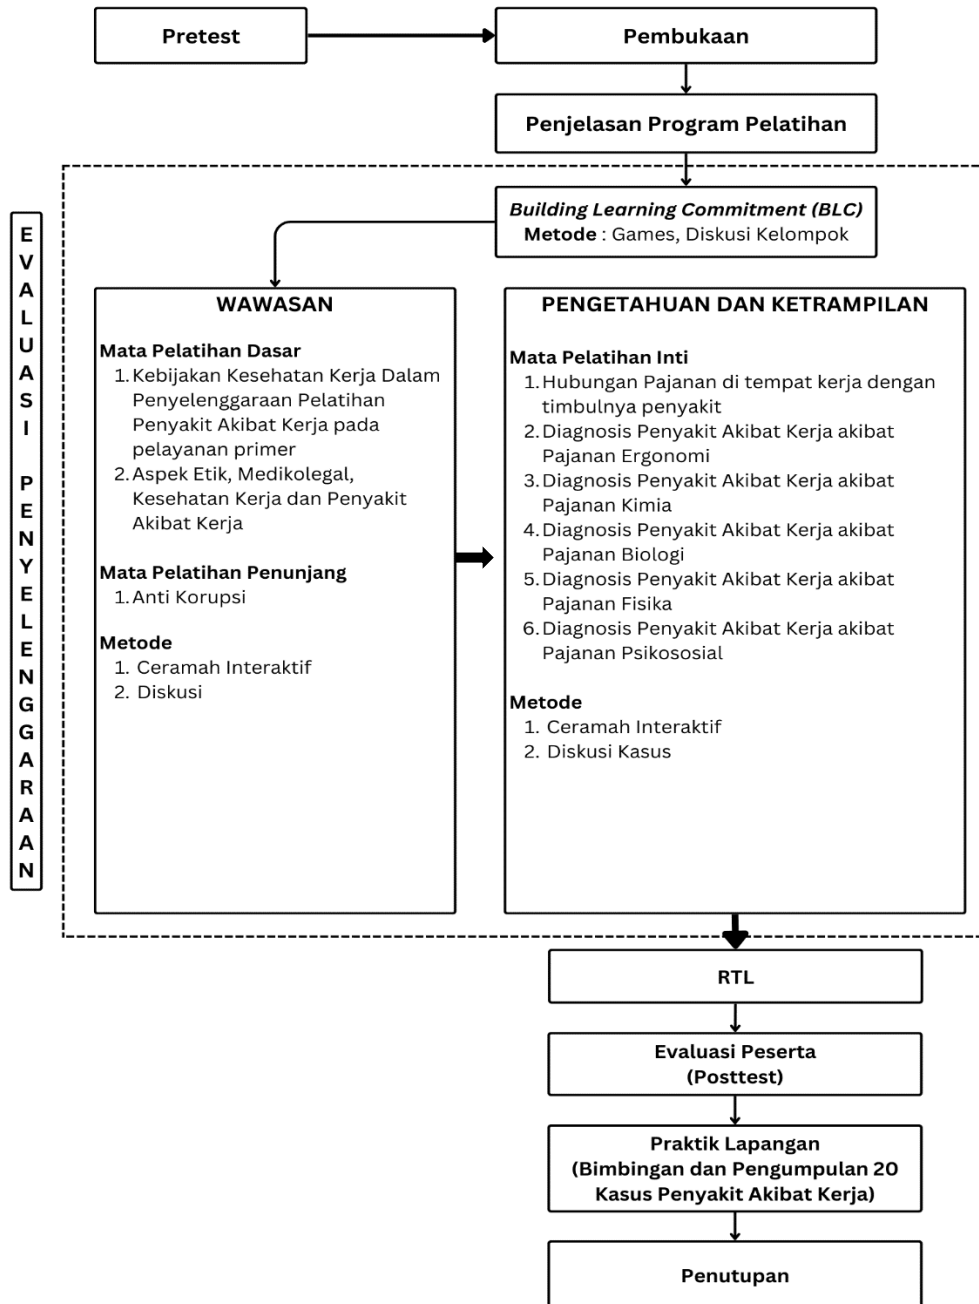 Pretest
Pembukaan
Penjelasan Program Pelatihan
Building Learning Commitment (BLC)
Metode : Games, Diskusi Kelompok
EVALUASI PENYELENGGARAAN
WAWASAN
Mata Pelatihan Dasar
1. Kebijakan Kesehatan Kerja Dalam
Penyelenggaraan Pelatihan
Penyakit Akibat Kerja pada
pelayanan primer
2. Aspek Etik, Medikolegal,
Kesehatan Kerja dan Penyakit
Akibat Kerja
Mata Pelatihan Penunjang
1. Anti Korupsi
Metode
1. Ceramah Interaktif
2. Diskusi
PENGETAHUAN DAN KETRAMPILAN
Mata Pelatihan Inti
1. Hubungan Pajanan di tempat kerja dengan
timbulnya penyakit
2. Diagnosis Penyakit Akibat Kerja akibat
Pajanan Ergonomi
3. Diagnosis Penyakit Akibat Kerja akibat
Pajanan Kimia
4. Diagnosis Penyakit Akibat Kerja akibat
Pajanan Biologi
5. Diagnosis Penyakit Akibat Kerja akibat
Pajanan Fisika
6. Diagnosis Penyakit Akibat Kerja akibat
Pajanan Psikososial
Metode
1. Ceramah Interaktif
2. Diskusi Kasus
RTL
Evaluasi Peserta
(Posttest)
Praktik Lapangan
(Bimbingan dan Pengumpulan 20
Kasus Penyakit Akibat Kerja)
Penutupan